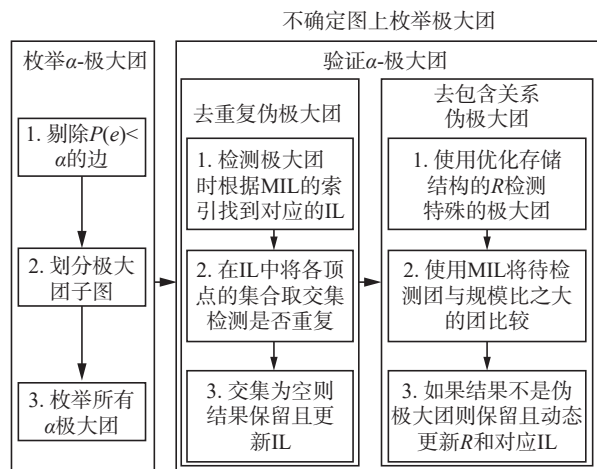 不确定图上枚举极大团
枚举α-极大团
1. 剔除P(e)<
α的边
2. 划分极大
团子图
3. 枚举所有
α极大团
验证α-极大团
去重复伪极大团
1. 检测极大团
时根据MIL的索
引找到对应的IL
2. 在IL中将各顶
点的集合取交集
检测是否重复
3. 交集为空则
结果保留且更
新IL
去包含关系
伪极大团
1. 使用优化存储
结构的R检测
特殊的极大团
2. 使用MIL将待检
测团与规模比之大
的团比较
3. 如果结果不是伪
极大团则保留且动态
更新R和对应IL